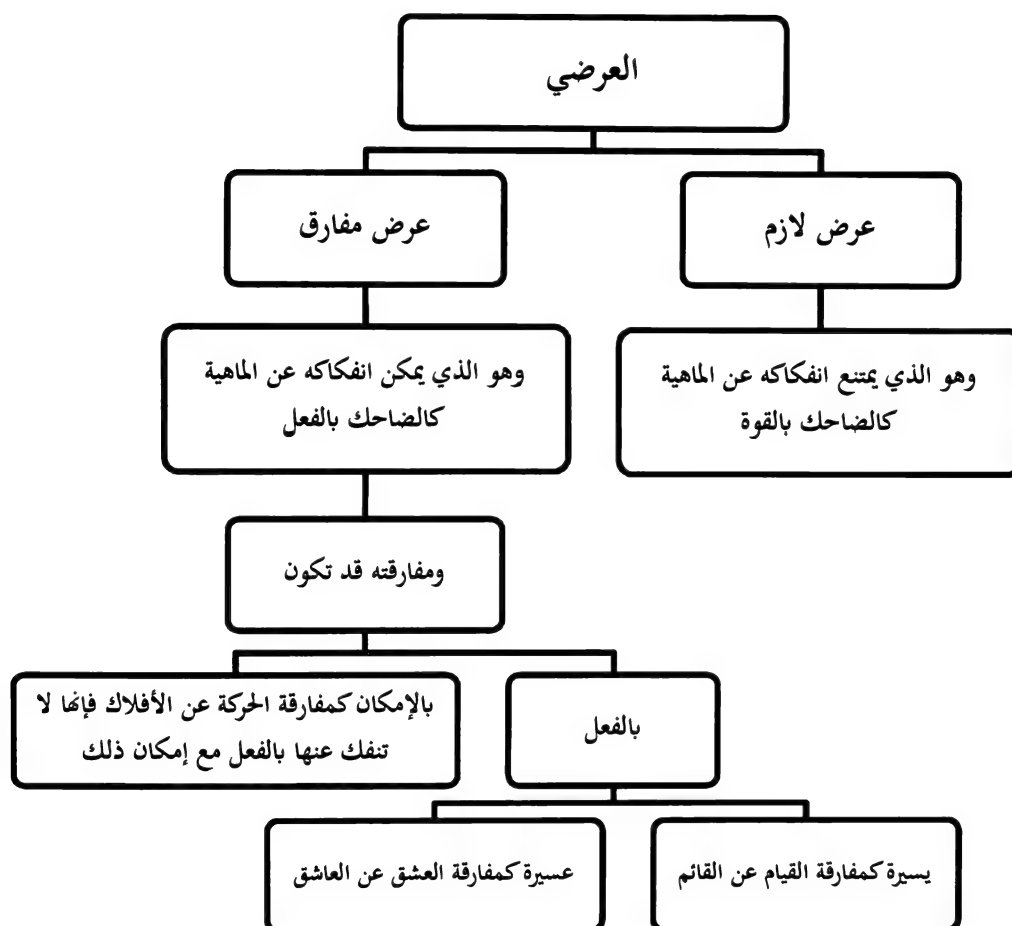 العرضي
عرض لازم
عرض مفارق
وهو الذي يمتنع انفكاكه عن الماهية
كالضاحك بالقوة
وهو الذي يمكن انفكاكه عن الماهية
كالضاحك بالفعل
ومفارقته قد تكون
بالفعل
بالإمكان كمفارقة الحركة عن الأفلاك فإنها لا
تنفك عنها بالفعل مع إمكان ذلك
يسيرة كمفارقة القيام عن القائم
عسيرة كمفارقة العشق عن العاشق